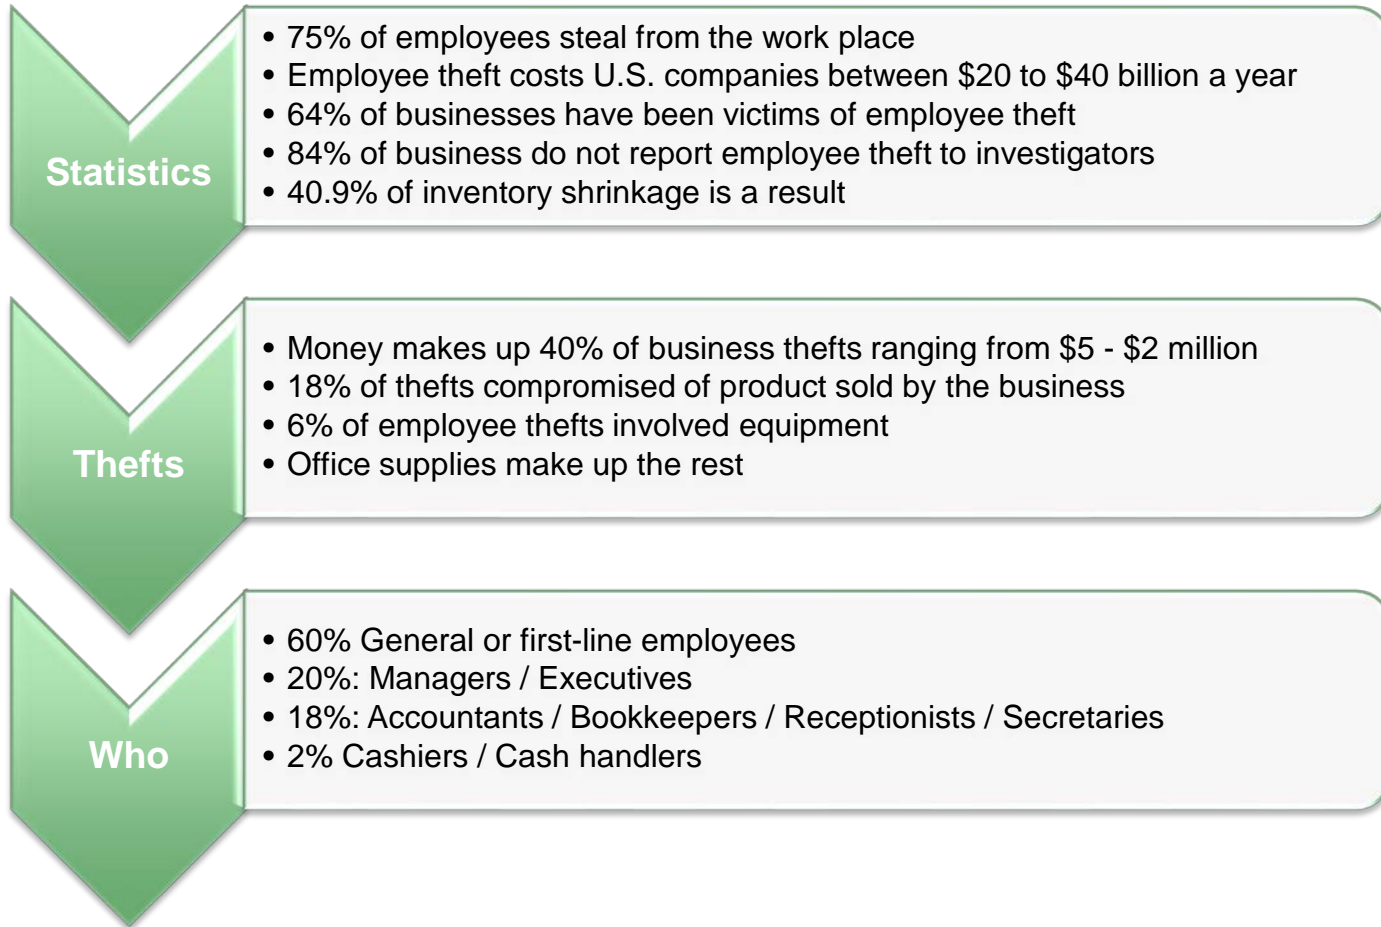 Statistics
• 75% of employees steal from the work place
• Employee theft costs U.S. companies between $20 to $40 billion a year
• 64% of businesses have been victims of employee theft
• 84% of business do not report employee theft to investigators
• 40.9% of inventory shrinkage is a result
Thefts
• Money makes up 40% of business thefts ranging from $5 - $2 million
• 18% of thefts compromised of product sold by the business
• 6% of employee thefts involved equipment
• Office supplies make up the rest
Who
• 60% General or first-line employees
• 20%: Managers / Executives
• 18%: Accountants / Bookkeepers / Receptionists / Secretaries
• 2% Cashiers / Cash handlers